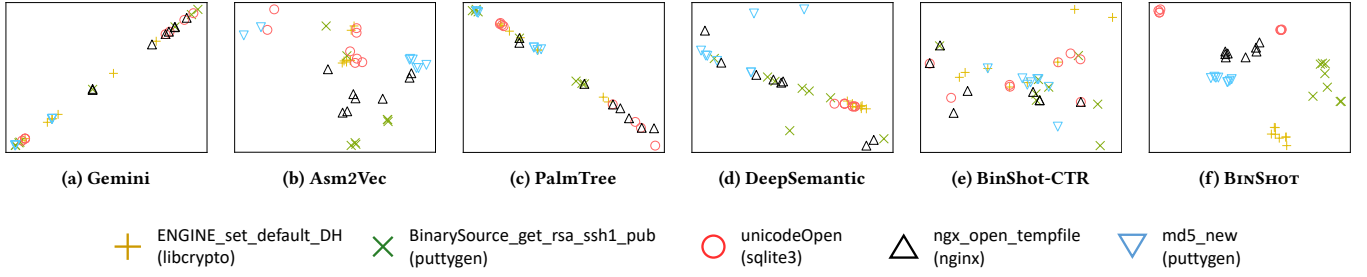 (a) Gemini
(b) Asm2Vec
(c) PalmTree
(d) DeepSemantic
(e) BinShot-CTR
(f) BINSHOT
ENGINE_set_default_DH
(libcrypto)
BinarySource_get_rsa_ssh1_pub
(puttygen)
unicodeOpen
(sqlite3)
ngx_open_tempfile
(nginx)
md5_new
(puttygen)